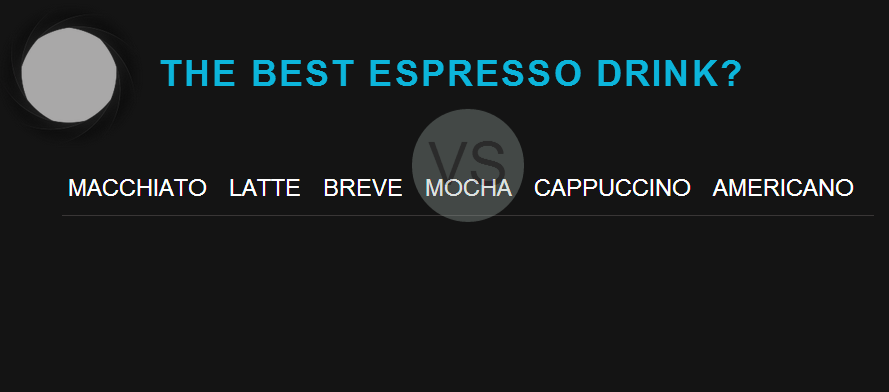 THE BEST ESPRESSO DRINK?
VS
MACCHIATO LATTE BREVE MOCHA CAPPUCCINO AMERICANO